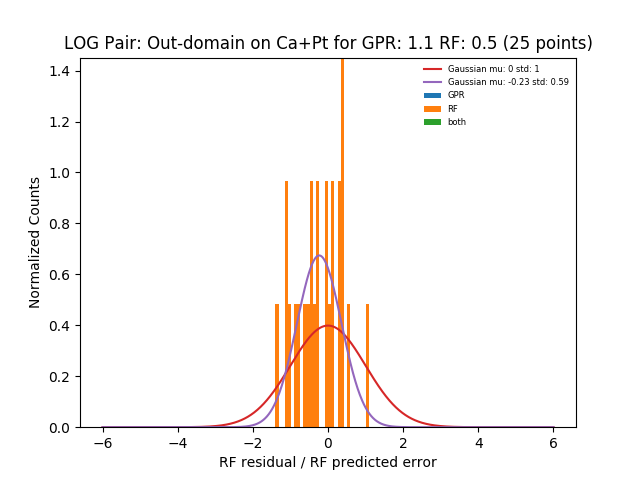 LOG Pair: Out-domain on Ca+Pt for GPR: 1.1 RF: 0.5 (25 points)
Gaussian mu: 0 std: 1
Gaussian mu: -0.23 std: 0.59
GPR
RF
both
Normalized Counts
1.4
1.2
1.0
0.8
0.6
0.4
0.2
0.0
−6 −4 −2 0 2 4 6
RF residual / RF predicted error